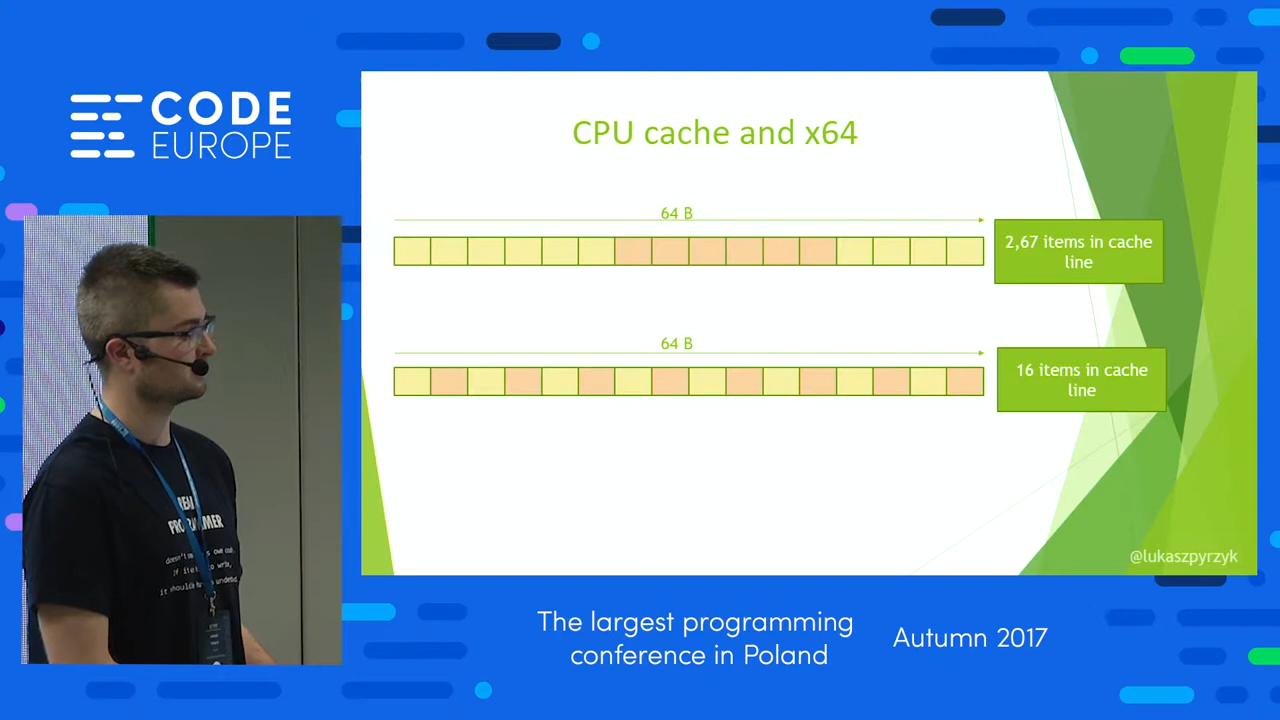 CODE
EUROPE
CPU cache and x64
64 B
2,67 items in cache
line
64 B
16 items in cache
line
@lukaszpyrzyk
The largest programming
conference in Poland
Autumn 2017